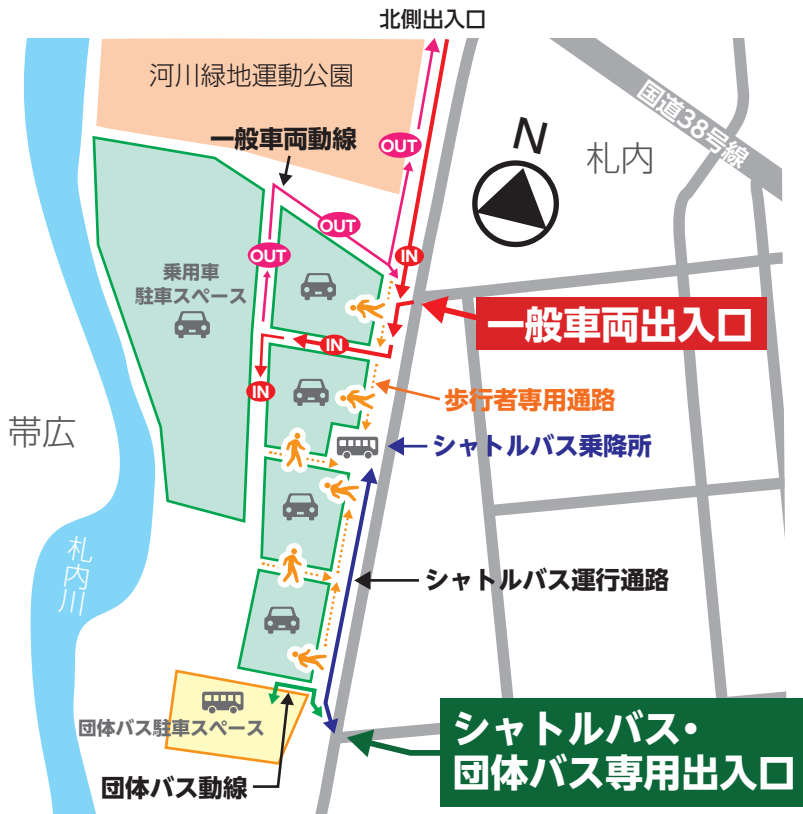 北側出入口
河川緑地運動公園
国道38号線
一般車両動線
OUT
N
札内
OUT
OUT
IN
乗用車
駐車スペース
一般車両出入口
IN
IN
歩行者専用通路
帯広
シャトルバス乗降所
札内川
シャトルバス運行通路
団体バス駐車スペース
シャトルバス・
団体バス専用出入口
団体バス動線